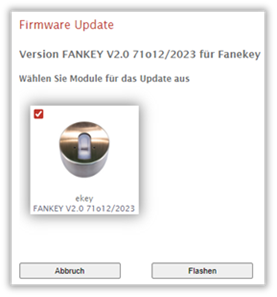 Firmware Update
Version FANKEY V2.0 71o12/2023 für Fanekey
Wählen Sie Module für das Update aus
ekey
FANKEY V2.0 71o12/2023
Abbruch
Flashen